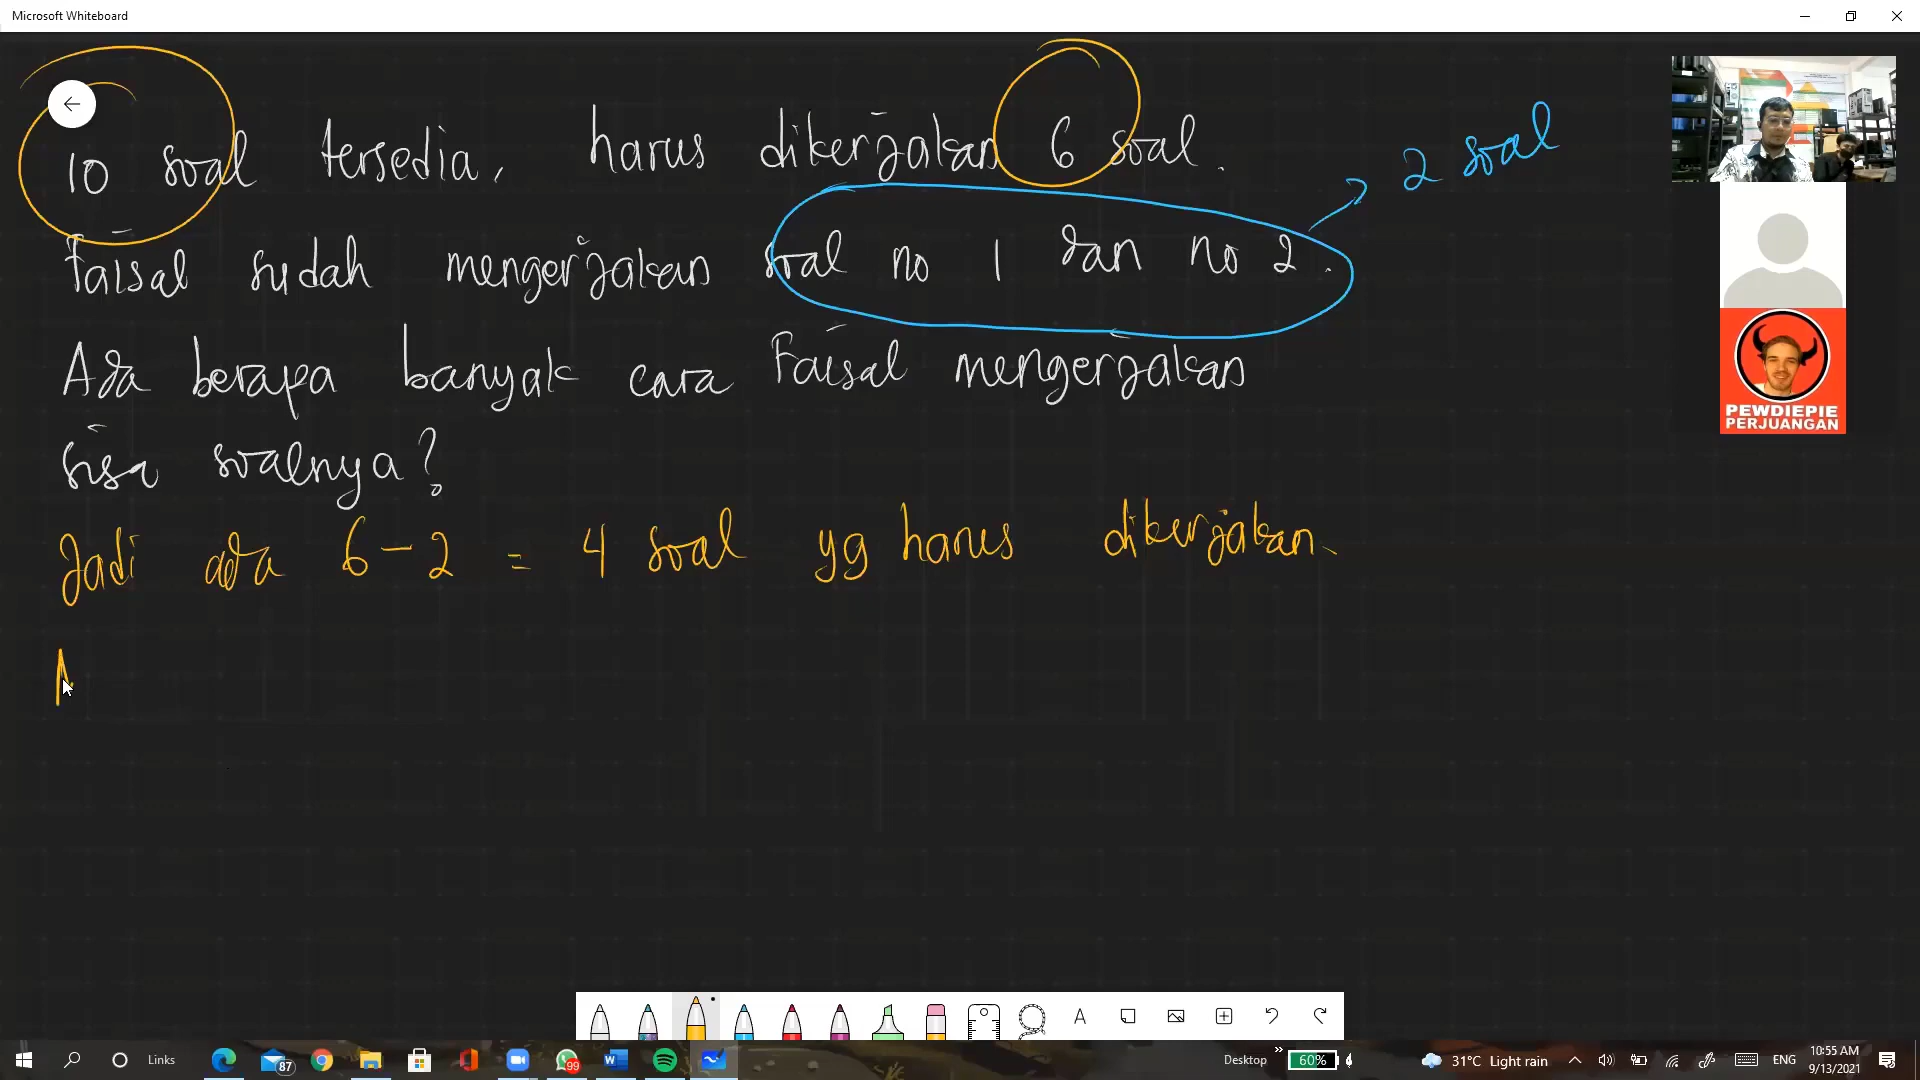 Microsoft Whiteboard
10 soal tersedia, harus dikerjakan 6 soal.
2 soal
Faisal sudah mengerjakan soal no 1 dan no 2.
Ada berapa banyak cara Faisal mengerjakan
sisa soalnya?
Jadi ada 6-2 = 4 soal yg harus dikerjakan.
PEWDIEPIE
PERJUANGAN
A
Links
87
99
Desktop
60%
31°C Light rain
ENG
10:55 AM
9/13/2021